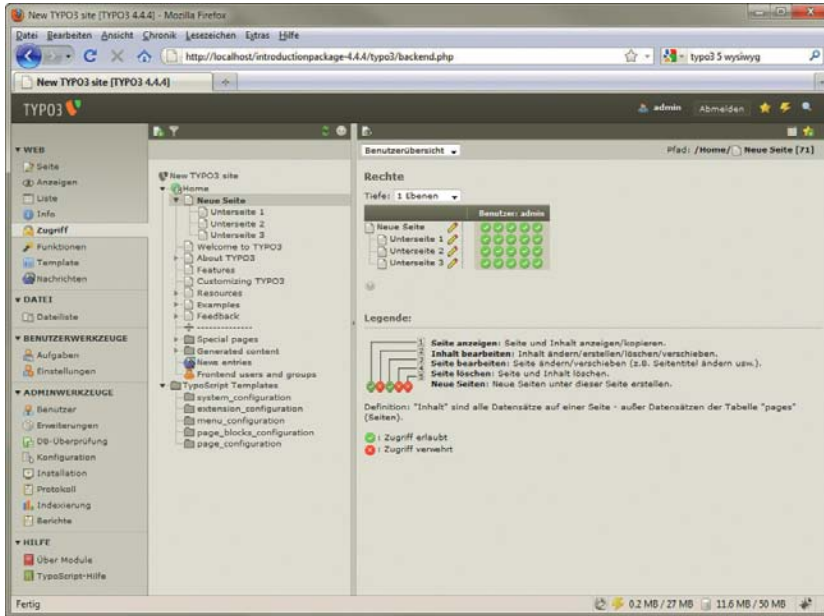 New TYPO3 site [TYPO3 4.4.4] - Mozilla Firefox
Datei Bearbeiten Ansicht Chronik Lesezeichen Extras Hilfe
http://localhost/introductionpackage-4.4.4/typo3/backend.php
typo3 5 wysiwyg
New TYPO3 site [TYPO3 4.4.4]
TYPO3
admin
Abmelden
WEB
Seite
Anzeigen
Liste
Info
Zugriff
Funktionen
Template
Nachrichten
DATEI
Dateiliste
BENUTZERWERKZEUGE
Aufgaben
Einstellungen
ADMINWERKZEUGE
Benutzer
Erweiterungen
DB-Überprüfung
Konfiguration
Installation
Protokoll
Indexierung
Berichte
HILFE
Über Module
TypoScript-Hilfe
New TYPO3 site
Home
Neue Seite
Unterseite 1
Unterseite 2
Unterseite 3
Welcome to TYPO3
About TYPO3
Features
Customizing TYPO3
Resources
Examples
Feedback
--------------
Special pages
Generated content
News entries
Frontend users and groups
TypoScript Templates
system_configuration
extension_configuration
menu_configuration
page_blocks_configuration
page_configuration
Benutzerübersicht
Pfad: /Home/ Neue Seite [71]
Rechte
Tiefe: 1 Ebenen
Benutzer: admin
Neue Seite
Unterseite 1
Unterseite 2
Unterseite 3
Legende:
Seite anzeigen: Seite und Inhalt anzeigen/kopieren.
Inhalt bearbeiten: Inhalt ändern/erstellen/löschen/verschieben.
Seite bearbeiten: Seite ändern/verschieben (z.B. Seitentitel ändern usw.).
Seite löschen: Seite und Inhalt löschen.
Neue Seiten: Neue Seiten unter dieser Seite erstellen.
Definition: "Inhalt" sind alle Datensätze auf einer Seite - außer Datensätzen der Tabelle "pages"
(Seiten).
: Zugriff erlaubt
: Zugriff verwehrt
Fertig
0.2 MB / 27 MB
11.6 MB / 50 MB